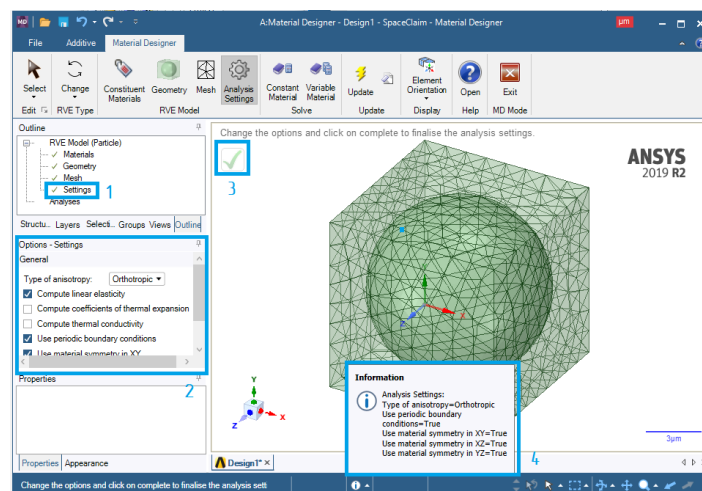 A:Material Designer - Design1 - SpaceClaim - Material Designer
µm
File Additive Material Designer
Select Change Constituent Materials Geometry Mesh Analysis Settings Constant Material Variable Material Update Element Orientation Open Exit
Edit RVE Type RVE Model Solve Update Display Help MD Mode
Outline
RVE Model (Particle)
Materials
Geometry
Mesh
Settings
1
Analyses
Structu... Layers Selecti... Groups Views Outline
Options - Settings
General
Type of anisotropy: Orthotropic
Compute linear elasticity
Compute coefficients of thermal expansion
Compute thermal conductivity
Use periodic boundary conditions
Use material symmetry in XY
2
Properties
Properties Appearance
Change the options and click on complete to finalise the analysis settings.
3
ANSYS
2019 R2
Z
X
Y
Z
X
Information
Analysis Settings:
Type of anisotropy=Orthotropic
Use periodic boundary
conditions=True
Use material symmetry in XY=True
Use material symmetry in XZ=True
Use material symmetry in YZ=True
4
3µm
Design1*
Change the options and click on complete to finalise the analysis sett